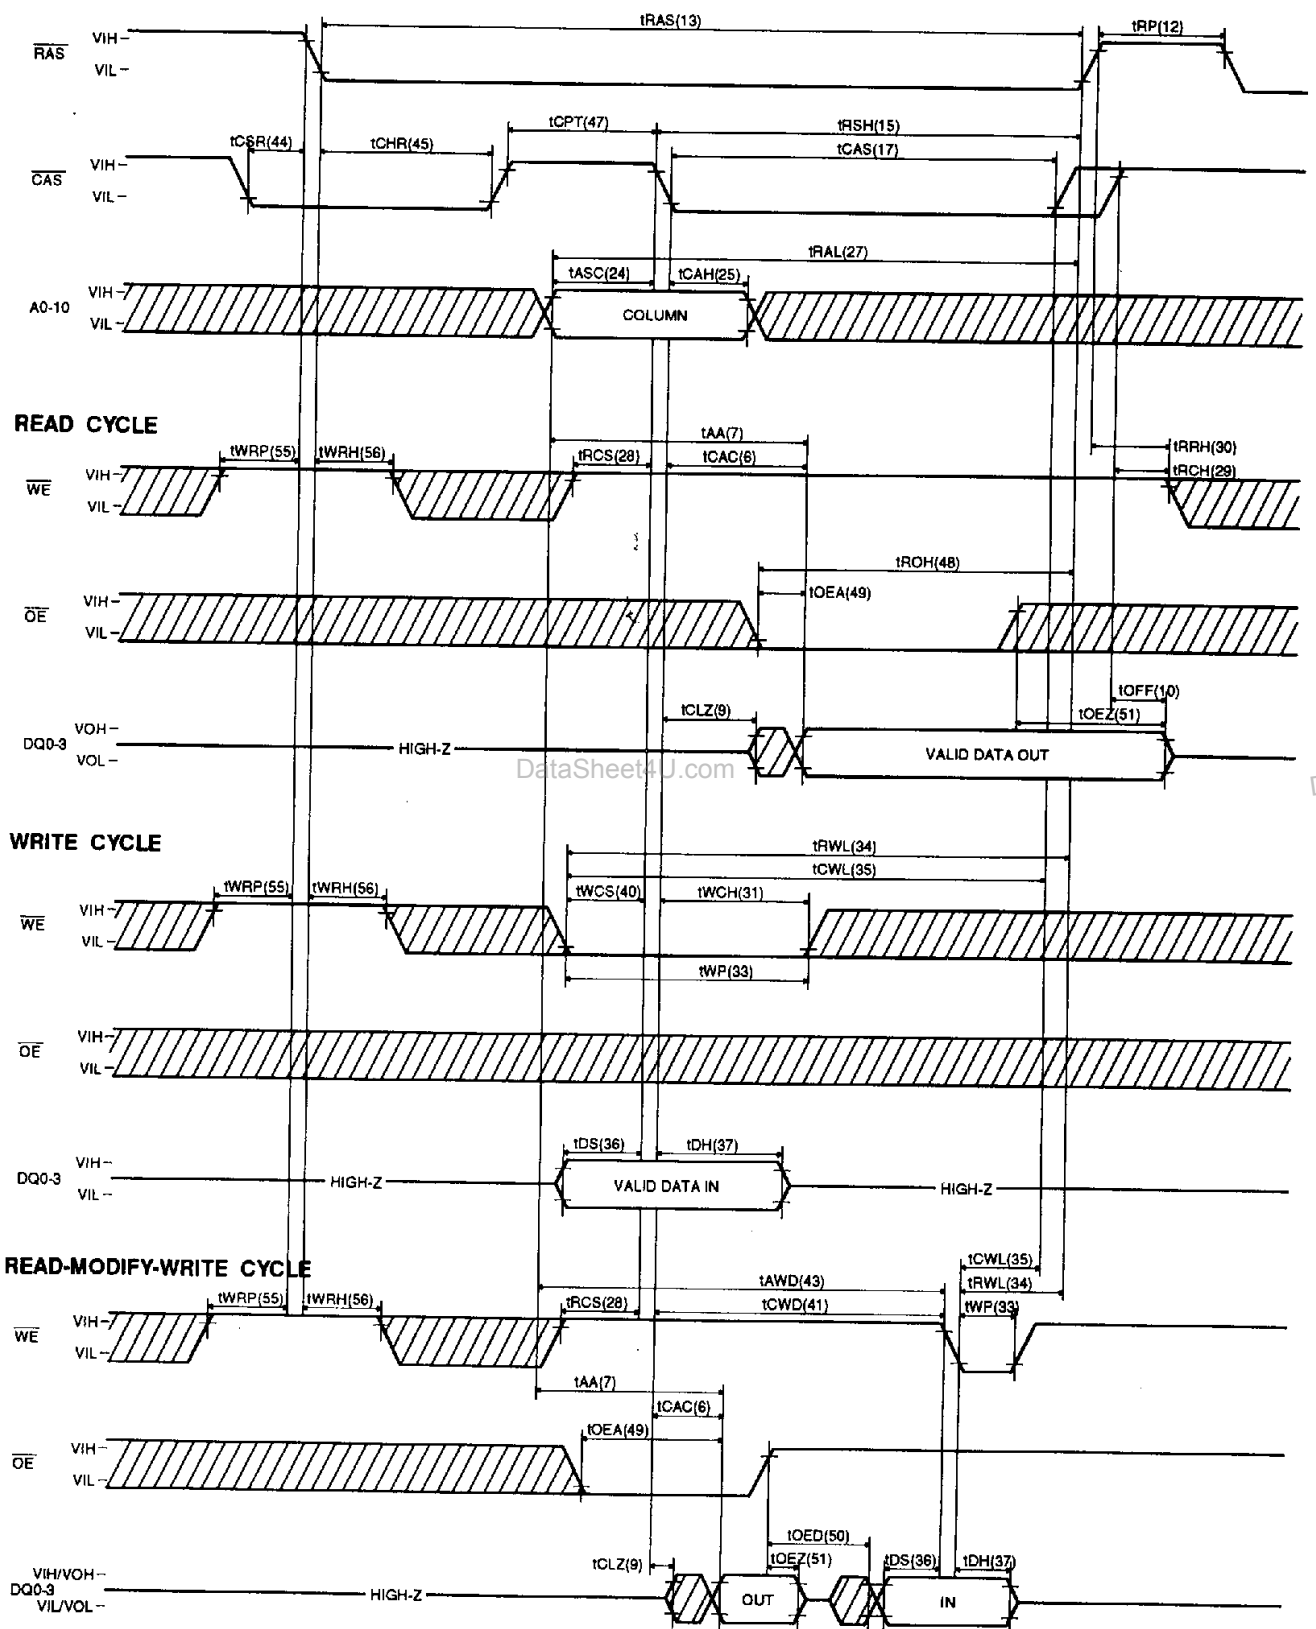 tRAS(13) tRP(12)
RAS VIH
VIL
tCPT(47) tRSH(15)
tCSR(44) tCHR(45) tCAS(17)
CAS VIH
VIL
tRAL(27)
tASC(24) tCAH(25)
A0-10 VIH
VIL
COLUMN
READ CYCLE
tAA(7)
tRRH(30)
tWRP(55) tWRH(56) tRCS(28) tCAC(6)
tRCH(29)
WE VIH
VIL
tROH(48)
tOEA(49)
OE VIH
VIL
tOFF(10)
tCLZ(9) tOEZ(51)
DQ0-3 VOH
VOL
HIGH-Z VALID DATA OUT
DataSheet4U.com
WRITE CYCLE
tRWL(34)
tCWL(35)
tWRP(55) tWRH(56) tWCS(40) tWCH(31)
WE VIH
VIL
tWP(33)
OE VIH
VIL
tDS(36) tDH(37)
DQ0-3 VIH
VIL
HIGH-Z VALID DATA IN HIGH-Z
READ-MODIFY-WRITE CYCLE
tCWL(35)
tAWD(43) tRWL(34)
tWRP(55) tWRH(56) tRCS(28) tCWD(41) tWP(33)
WE VIH
VIL
tAA(7)
tCAC(6)
tOEA(49)
OE VIH
VIL
tOED(50)
tCLZ(9) tOEZ(51) tDS(36) tDH(37)
VIH/VOH
DQ0-3
VIL/VOL
HIGH-Z OUT IN